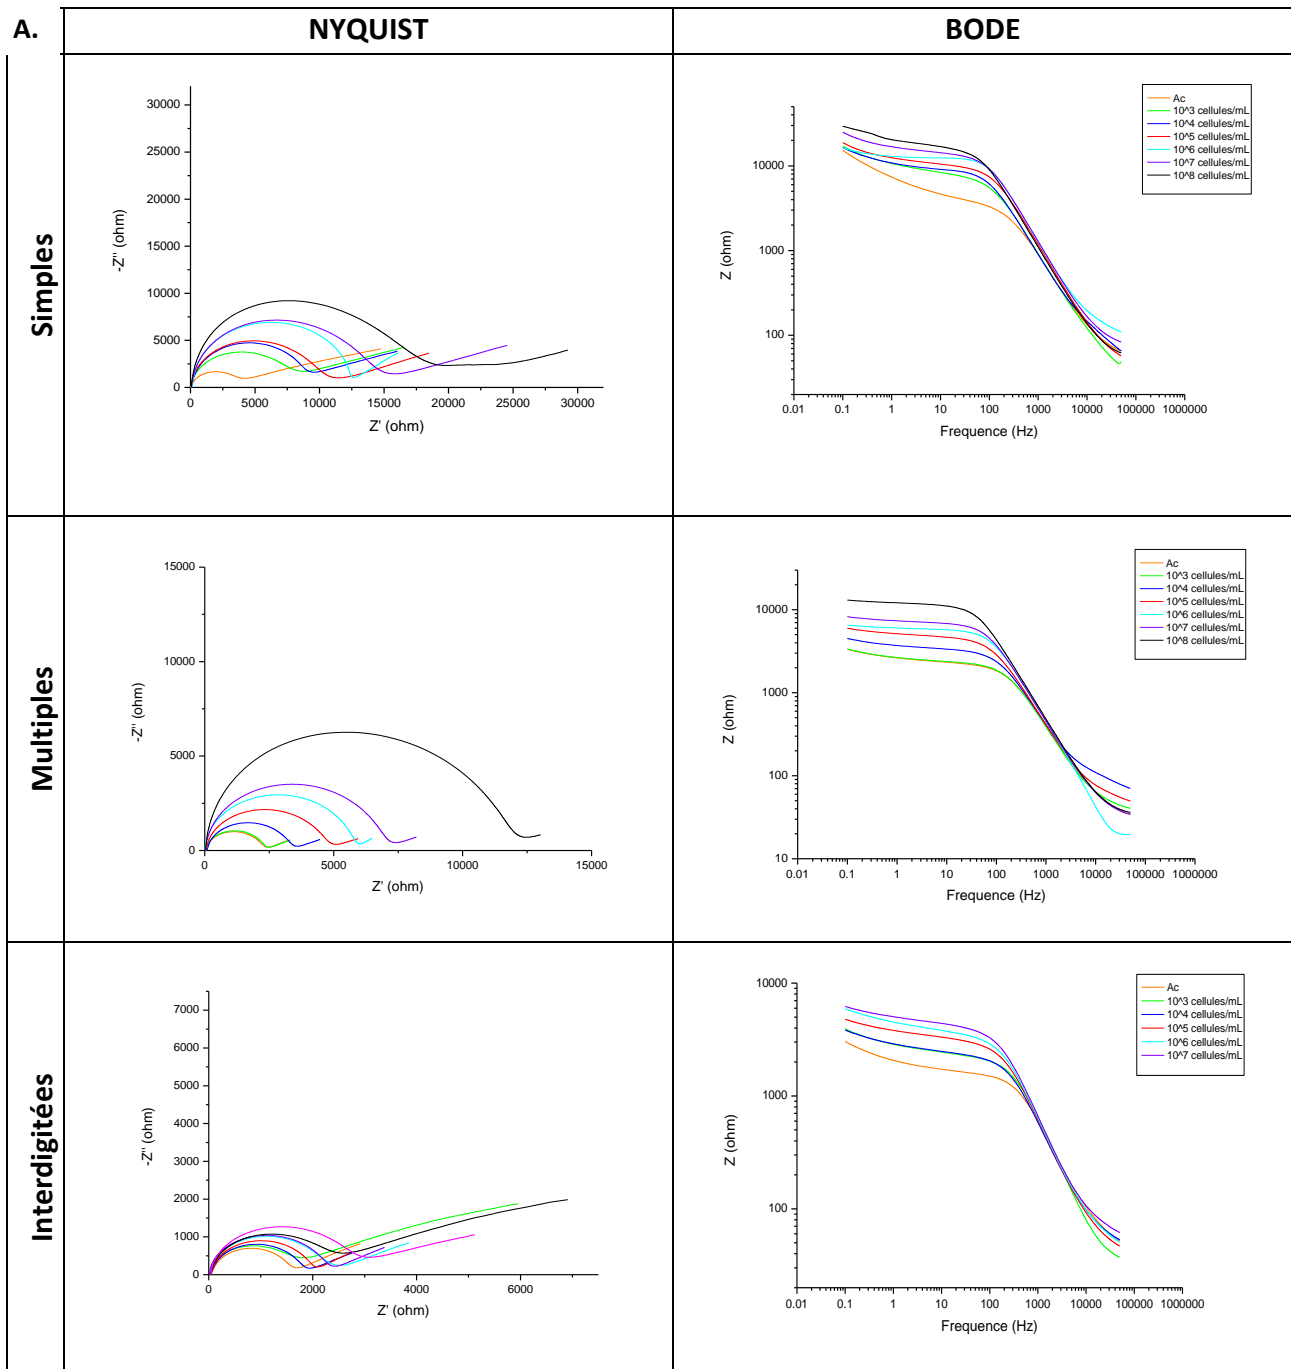 A.
NYQUIST
BODE
Simples
30000
25000
20000
15000
10000
5000
0
-Z'' (ohm)
0 5000 10000 15000 20000 25000 30000
Z' (ohm)
Ac
10^3 cellules/mL
10^4 cellules/mL
10^5 cellules/mL
10^6 cellules/mL
10^7 cellules/mL
10^8 cellules/mL
10000
1000
100
Z (ohm)
0.01 0.1 1 10 100 1000 10000 100000 1000000
Frequence (Hz)
Multiples
15000
10000
5000
0
-Z'' (ohm)
0 5000 10000 15000
Z' (ohm)
Ac
10^3 cellules/mL
10^4 cellules/mL
10^5 cellules/mL
10^6 cellules/mL
10^7 cellules/mL
10^8 cellules/mL
10000
1000
100
10
Z (ohm)
0.01 0.1 1 10 100 1000 10000 100000 1000000
Frequence (Hz)
Interdigitées
7000
6000
5000
4000
3000
2000
1000
0
-Z'' (ohm)
0 2000 4000 6000
Z' (ohm)
Ac
10^3 cellules/mL
10^4 cellules/mL
10^5 cellules/mL
10^6 cellules/mL
10^7 cellules/mL
10000
1000
100
Z (ohm)
0.01 0.1 1 10 100 1000 10000 100000 1000000
Frequence (Hz)